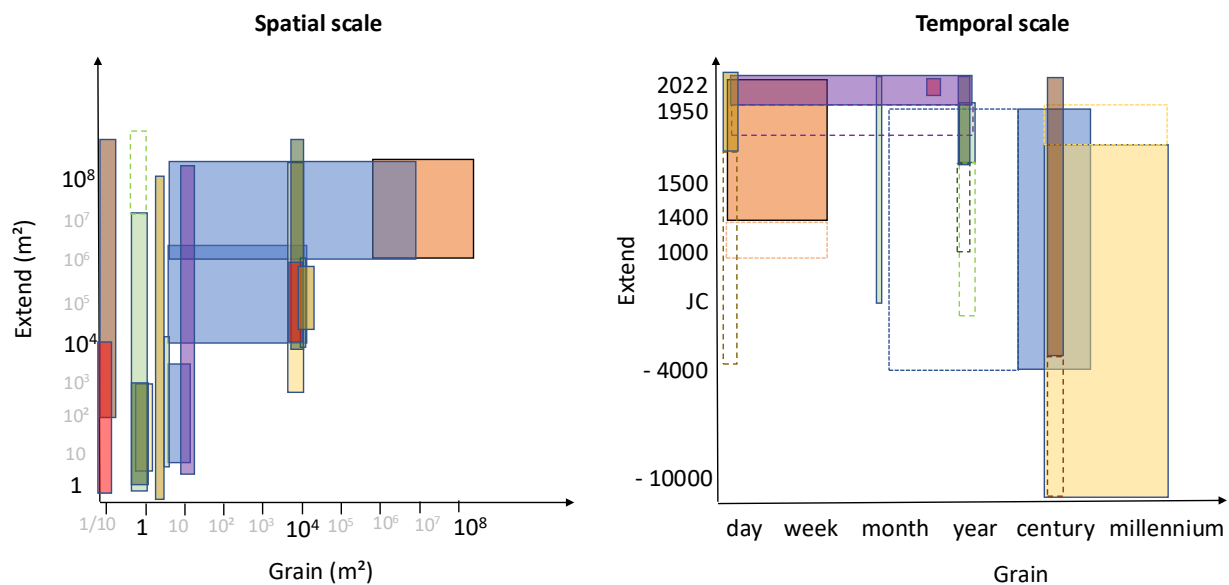 Spatial scale
Extend (m²)
10⁸
10⁷
10⁶
10⁵
10⁴
10³
10²
10
1
1/10
1
10
10²
10³
10⁴
10⁵
10⁶
10⁷
10⁸
Grain (m²)
Temporal scale
Extend
2022
1950
1500
1400
1000
JC
- 4000
- 10000
day
week
month
year
century
millennium
Grain